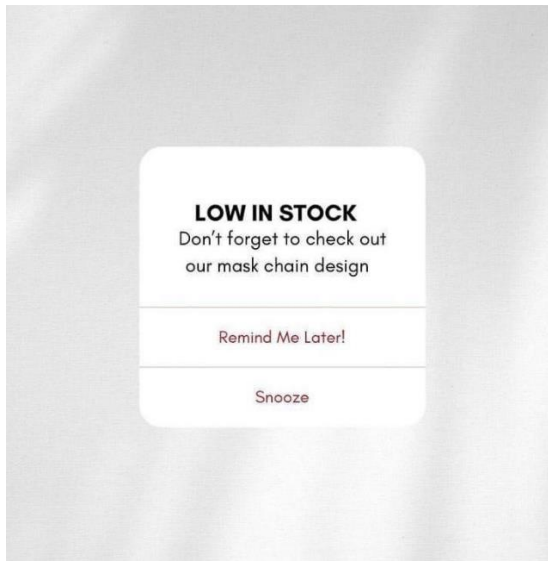 LOW IN STOCK
Don’t forget to check out
our mask chain design
Remind Me Later!
Snooze